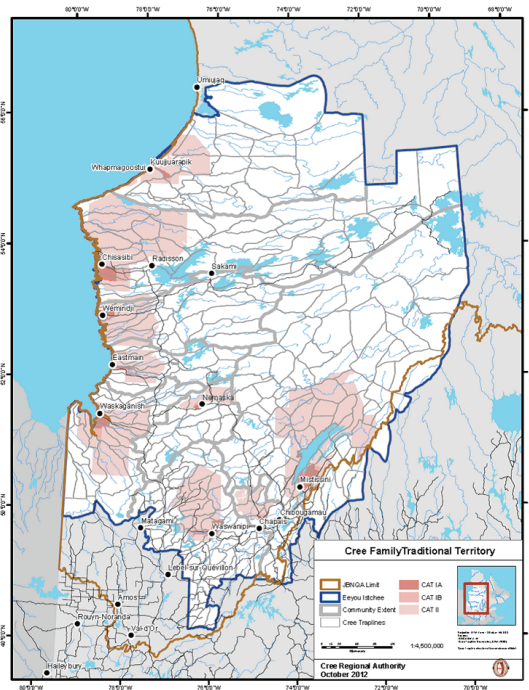 80°0'0"W 78°0'0"W 76°0'0"W 74°0'0"W 72°0'0"W 70°0'0"W 68°0'0"W
Umiujaq
Kuujjuarapik
Whapmagoostui
Chisasibi
Radisson
Sakami
Wemindji
Eastmain
Nemaska
Waskaganish
Mistissini
Chibougamau
Matagami
Chapais
Waswanipi
Lebel-sur-Quévillon
Amos
Rouyn-Noranda
Val-d'Or
Haileybury
Cree FamilyTraditional Territory
JBNQA Limit
CAT IA
Eeyou Istchee
CAT IB
Community Extent
CAT II
Cree Traplines
1:4,500,000
Cree Regional Authority
October 2012